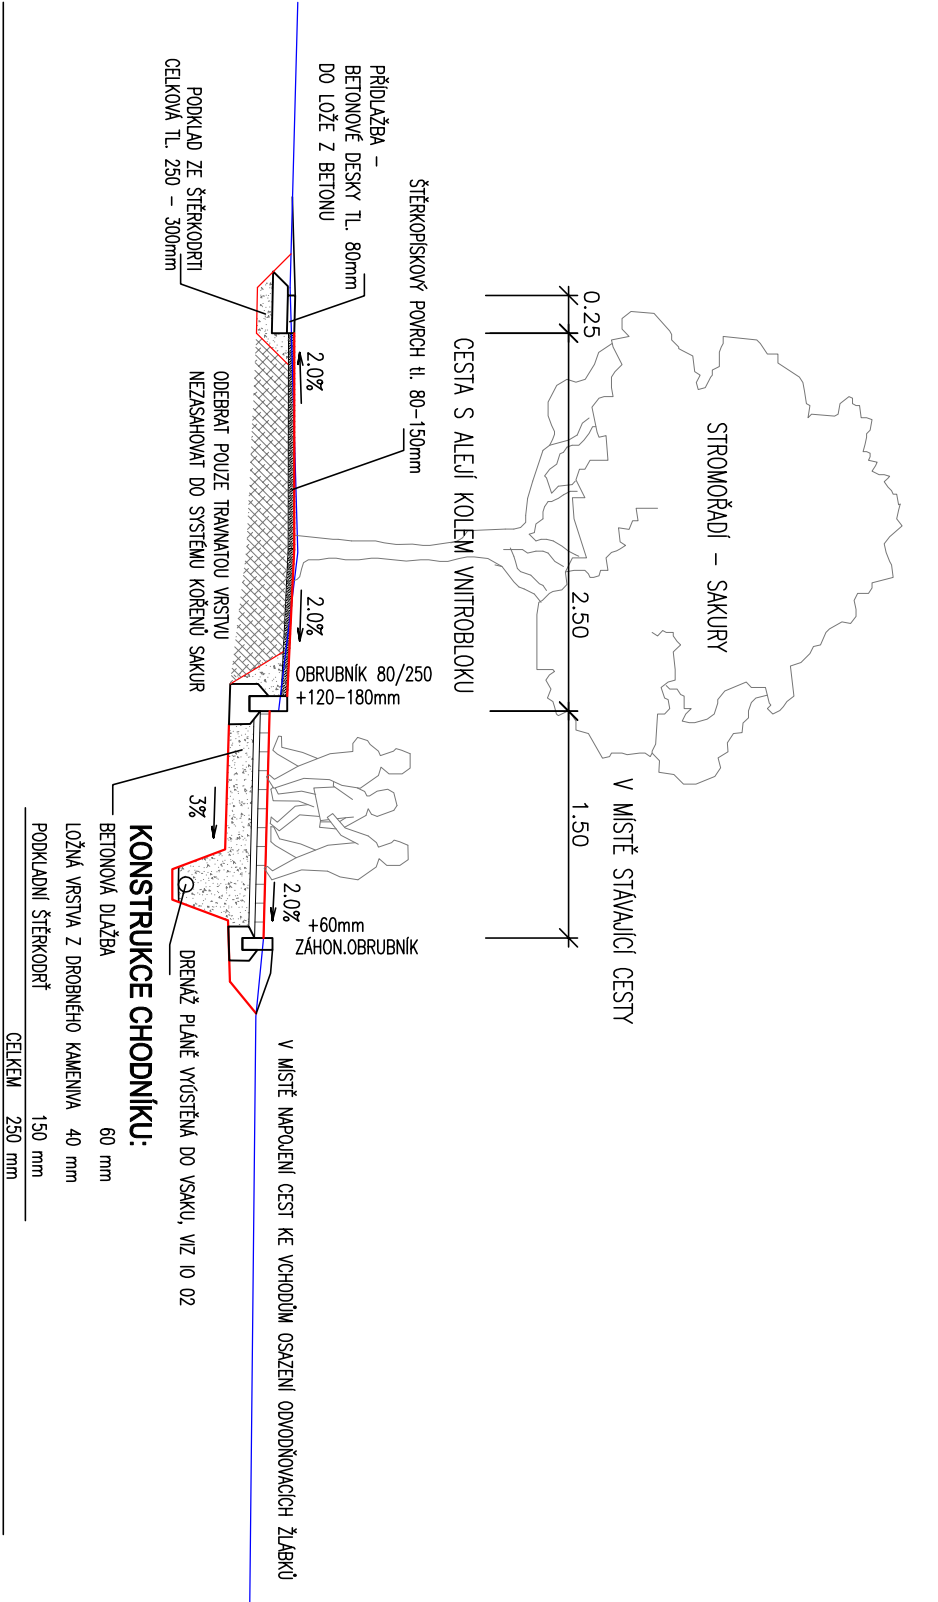 STROMOŘADÍ - SAKURY
V MÍSTĚ STÁVAJÍCÍ CESTY
0.25
2.50
1.50
CESTA S ALEJÍ KOLEM VNITROBLOKU
ŠTĚRKOPÍSKOVÝ POVRCH tl. 80-150mm
PŘÍDLAŽBA -
BETONOVÉ DESKY TL. 80mm
DO LOŽE Z BETONU
2.0%
2.0%
OBRUBNÍK 80/250
+120-180mm
2.0%
+60mm
ZÁHON.OBRUBNÍK
V MÍSTĚ NAPOJENÍ CEST KE VCHODŮM OSAZENÍ ODVODŇOVACÍCH ŽLÁBKŮ
PODKLAD ZE ŠTĚRKODRTI
CELKOVÁ TL. 250 - 300mm
ODEBRAT POUZE TRAVNATOU VRSTVU
NEZASAHOVAT DO SYSTÉMU KOŘENŮ SAKUR
3%
DRENÁŽ PLÁNĚ VYÚSTĚNÁ DO VSAKU, VIZ IO 02
KONSTRUKCE CHODNÍKU:
BETONOVÁ DLAŽBA 60 mm
LOŽNÁ VRSTVA Z DROBNÉHO KAMENIVA 40 mm
PODKLADNÍ ŠTĚRKODRŤ 150 mm
CELKEM 250 mm